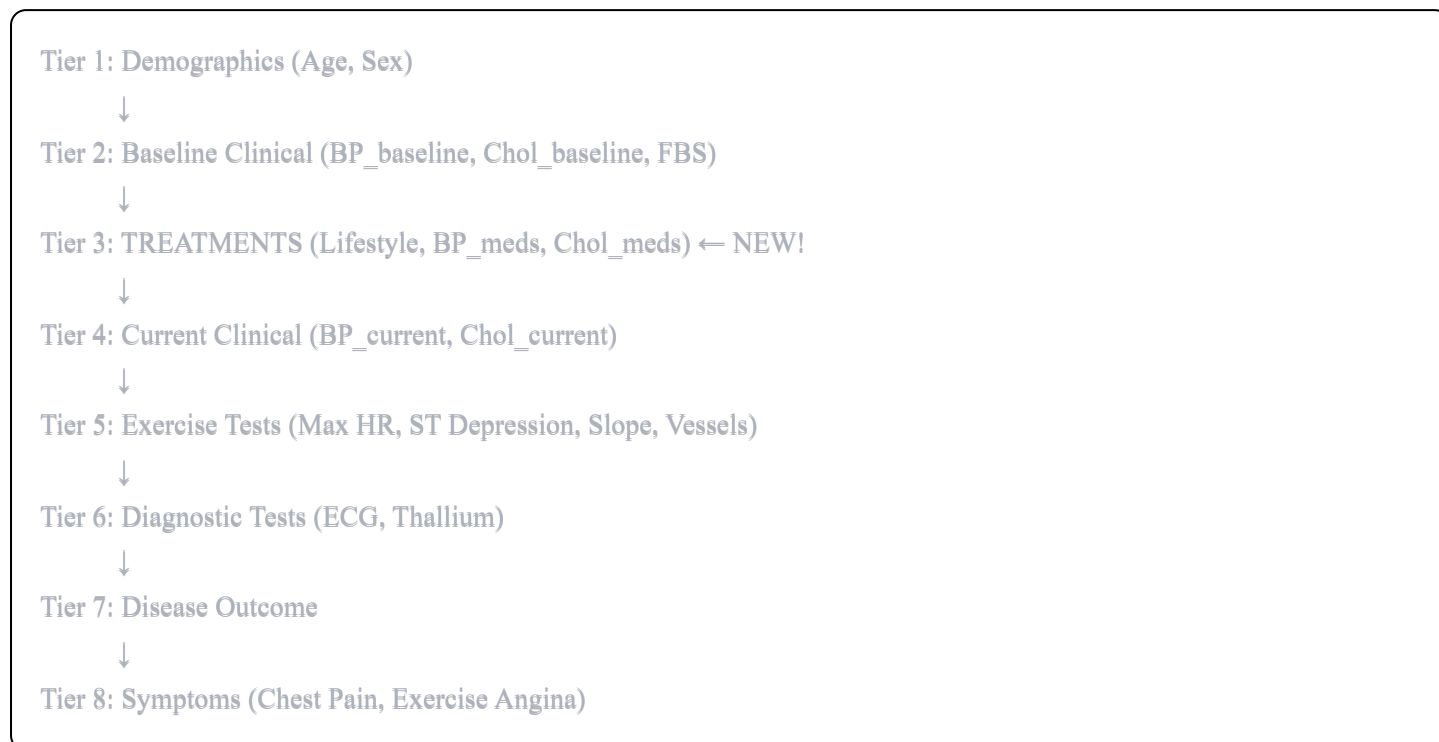 Tier 1: Demographics (Age, Sex)
↓
Tier 2: Baseline Clinical (BP_baseline, Chol_baseline, FBS)
↓
Tier 3: TREATMENTS (Lifestyle, BP_meds, Chol_meds) ← NEW!
↓
Tier 4: Current Clinical (BP_current, Chol_current)
↓
Tier 5: Exercise Tests (Max HR, ST Depression, Slope, Vessels)
↓
Tier 6: Diagnostic Tests (ECG, Thallium)
↓
Tier 7: Disease Outcome
↓
Tier 8: Symptoms (Chest Pain, Exercise Angina)